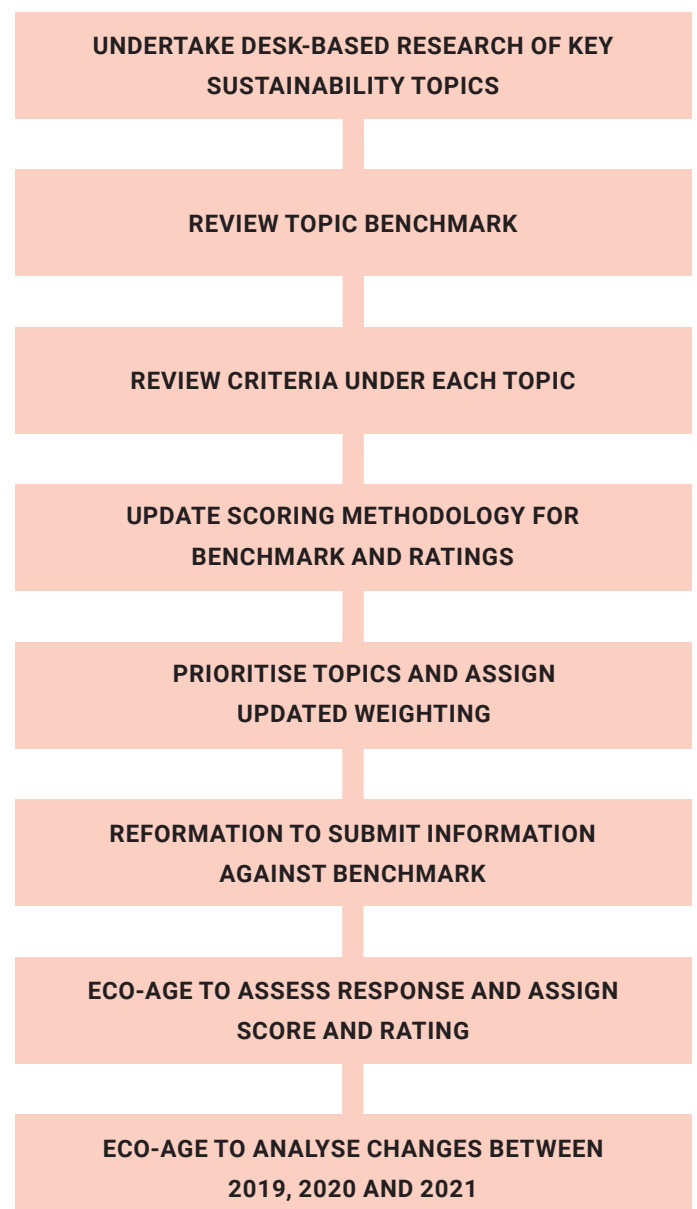 UNDERTAKE DESK-BASED RESEARCH OF KEY
SUSTAINABILITY TOPICS
REVIEW TOPIC BENCHMARK
REVIEW CRITERIA UNDER EACH TOPIC
UPDATE SCORING METHODOLOGY FOR
BENCHMARK AND RATINGS
PRIORITISE TOPICS AND ASSIGN
UPDATED WEIGHTING
REFORMATION TO SUBMIT INFORMATION
AGAINST BENCHMARK
ECO-AGE TO ASSESS RESPONSE AND ASSIGN
SCORE AND RATING
ECO-AGE TO ANALYSE CHANGES BETWEEN
2019, 2020 AND 2021